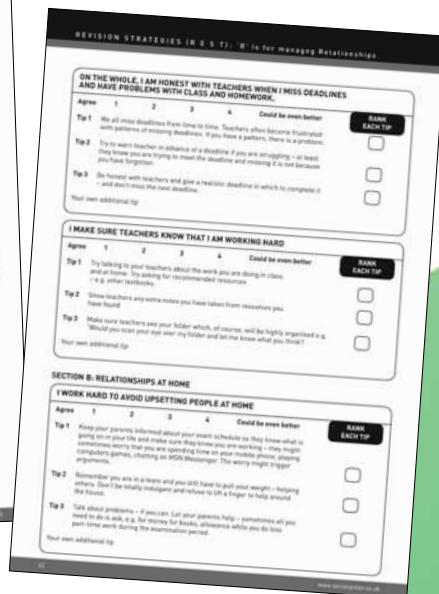 REVISION STRATEGIES (R E S T): 'R' is for managng Relationships
ON THE WHOLE, I AM HONEST WITH TEACHERS WHEN I MISS DEADLINES
AND HAVE PROBLEMS WITH CLASS AND HOMEWORK.
Agree 1 2 3 4 Could be even better
RANK
EACH TIP
Tip 1 We all miss deadlines from time to time. Teachers often become frustrated
with patterns of missing deadlines. If you have a pattern, there is a problem.
Tip 2 Try to warn teacher in advance of a deadline if you are struggling – at least
they know you are trying to meet the deadline and missing it is not because
you have forgotten.
Tip 3 Be honest with teachers and give a realistic deadline in which to complete it
– and don't miss the next deadline.
Your own additional tip
I MAKE SURE TEACHERS KNOW THAT I AM WORKING HARD
Agree 1 2 3 4 Could be even better
RANK
EACH TIP
Tip 1 Try talking to your teachers about the work you are doing in class
and at home. Try asking for recommended resources
– e.g. other textbooks.
Tip 2 Show teachers any extra notes you have taken from resources you
have found
Tip 3 Make sure teachers see your folder which, of course, will be highly organised e.g.
'Would you scan your eye over my folder and let me know what you think?
Your own additional tip
SECTION B: RELATIONSHIPS AT HOME
I WORK HARD TO AVOID UPSETTING PEOPLE AT HOME
Agree 1 2 3 4 Could be even better
RANK
EACH TIP
Tip 1 Keep your parents informed about your exam schedule so they know what is
going on in your life and make sure they know you are working – they might
sometimes worry that you are spending time on your mobile phone, playing
computers games, chatting on MSN Messenger. The worry might trigger
arguments.
Tip 2 Remember you are in a team and you still have to pull your weight – helping
others. Don't be totally indulgent and refuse to lift a finger to help around
the house.
Tip 3 Talk about problems – if you can. Let your parents help – sometimes all you
need to do is ask, e.g. for money for books, allowance while you do less
part-time work during the examination period.
Your own additional tip